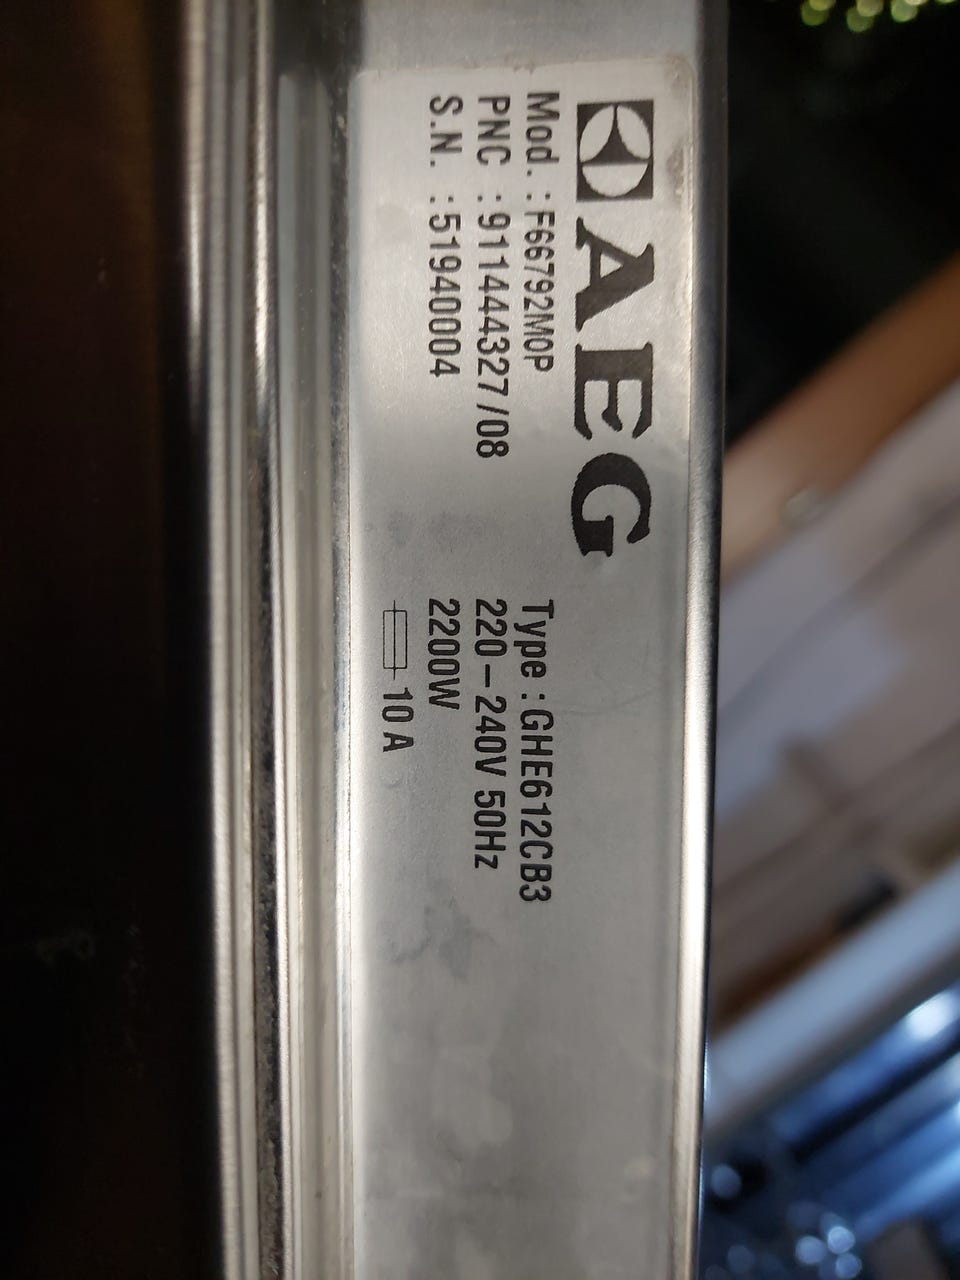 AEG
Mod. : F66792M0P
PNC : 911444327 /08
S.N. : 51940004
Type : GHE612CB3
220-240V 50Hz
2200W
10 A